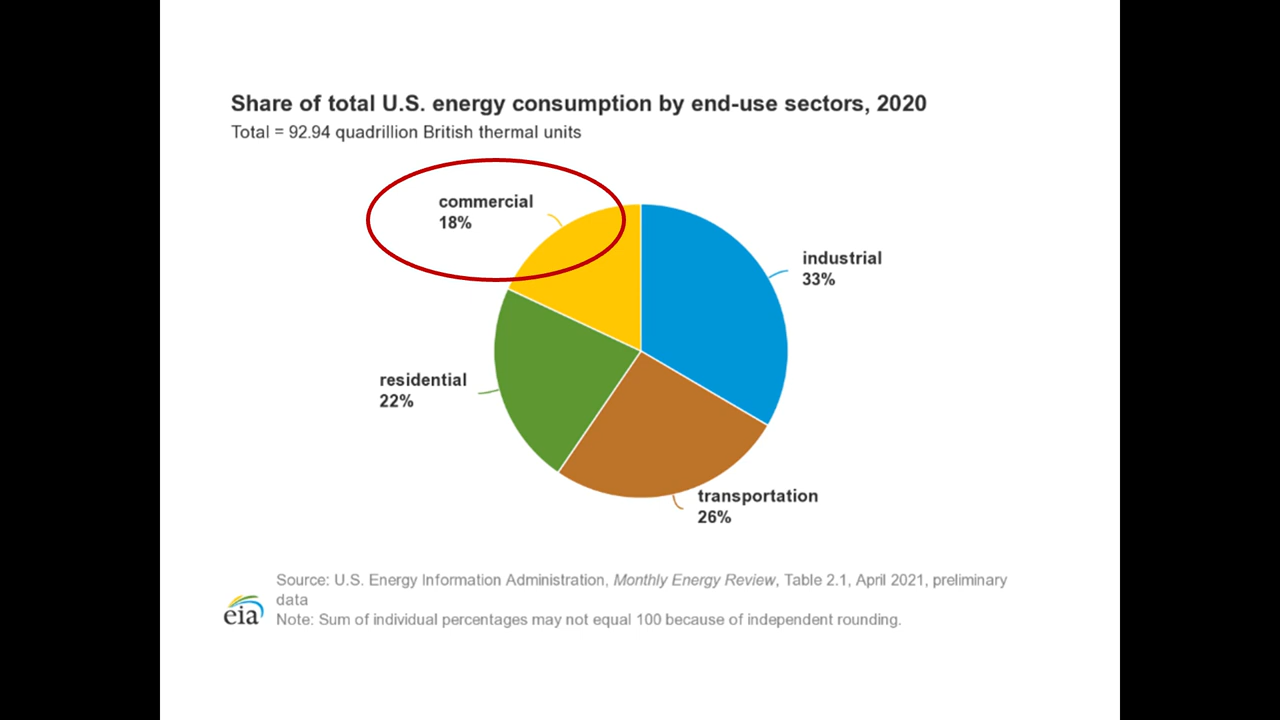 Share of total U.S. energy consumption by end-use sectors, 2020
Total = 92.94 quadrillion British thermal units
commercial
18%
industrial
33%
residential
22%
transportation
26%
Source: U.S. Energy Information Administration, Monthly Energy Review, Table 2.1, April 2021, preliminary
data
eia
Note: Sum of individual percentages may not equal 100 because of independent rounding.